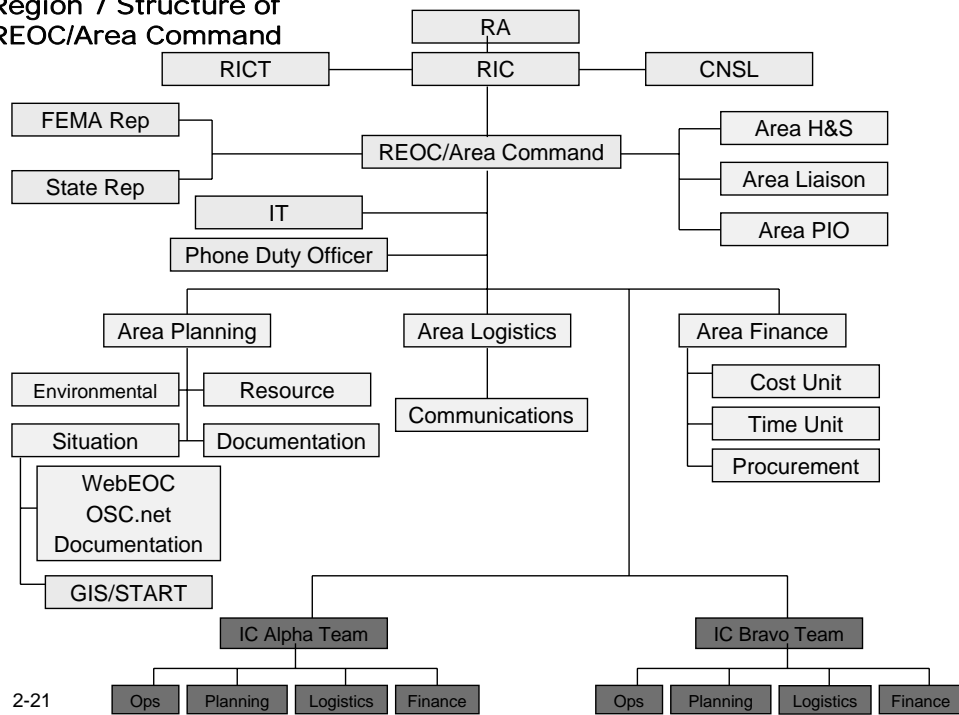 Region 7 Structure of
REOC/Area Command
RA
RICT
RIC
CNSL
FEMA Rep
State Rep
REOC/Area Command
Area H&S
Area Liaison
Area PIO
IT
Phone Duty Officer
Area Planning
Area Logistics
Area Finance
Environmental
Resource
Situation
Documentation
WebEOC
OSC.net
Documentation
GIS/START
Communications
Cost Unit
Time Unit
Procurement
IC Alpha Team
IC Bravo Team
Ops
Planning
Logistics
Finance
Ops
Planning
Logistics
Finance
2-21